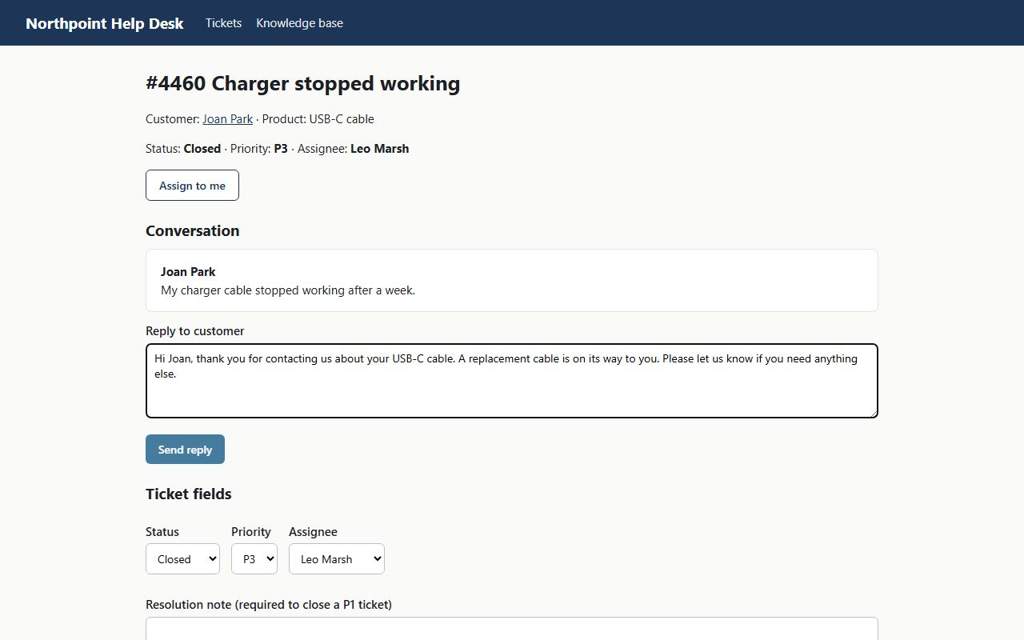 Northpoint Help Desk Tickets Knowledge base
#4460 Charger stopped working
Customer: Joan Park · Product: USB-C cable
Status: Closed · Priority: P3 · Assignee: Leo Marsh
Assign to me
Conversation
Joan Park
My charger cable stopped working after a week.
Reply to customer
Hi Joan, thank you for contacting us about your USB-C cable. A replacement cable is on its way to you. Please let us know if you need anything
else.
Send reply
Ticket fields
Status Priority Assignee
Closed P3 Leo Marsh
Resolution note (required to close a P1 ticket)